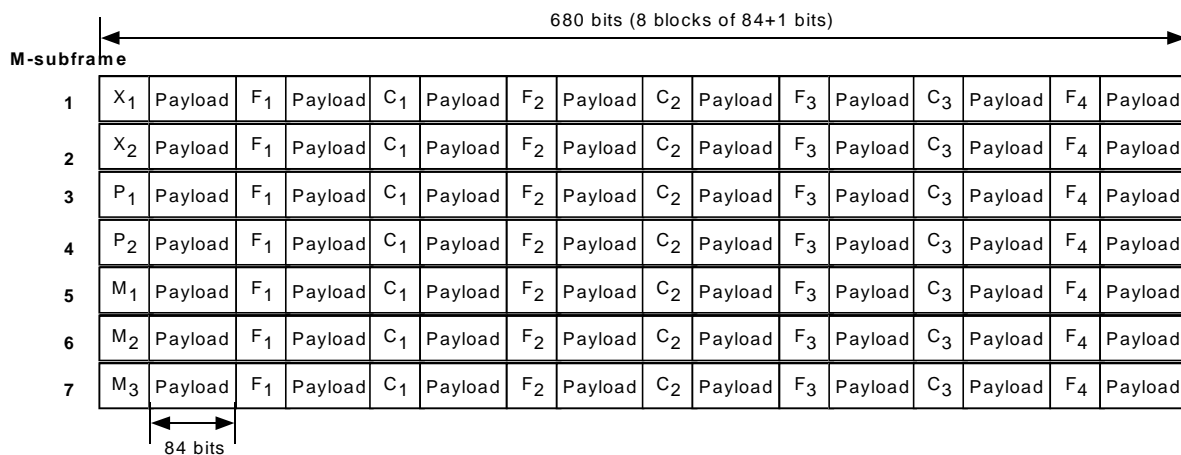 680 bits (8 blocks of 84+1 bits)
M-subframe
1 X1 Payload F1 Payload C1 Payload F2 Payload C2 Payload F3 Payload C3 Payload F4 Payload
2 X2 Payload F1 Payload C1 Payload F2 Payload C2 Payload F3 Payload C3 Payload F4 Payload
3 P1 Payload F1 Payload C1 Payload F2 Payload C2 Payload F3 Payload C3 Payload F4 Payload
4 P2 Payload F1 Payload C1 Payload F2 Payload C2 Payload F3 Payload C3 Payload F4 Payload
5 M1 Payload F1 Payload C1 Payload F2 Payload C2 Payload F3 Payload C3 Payload F4 Payload
6 M2 Payload F1 Payload C1 Payload F2 Payload C2 Payload F3 Payload C3 Payload F4 Payload
7 M3 Payload F1 Payload C1 Payload F2 Payload C2 Payload F3 Payload C3 Payload F4 Payload
84 bits